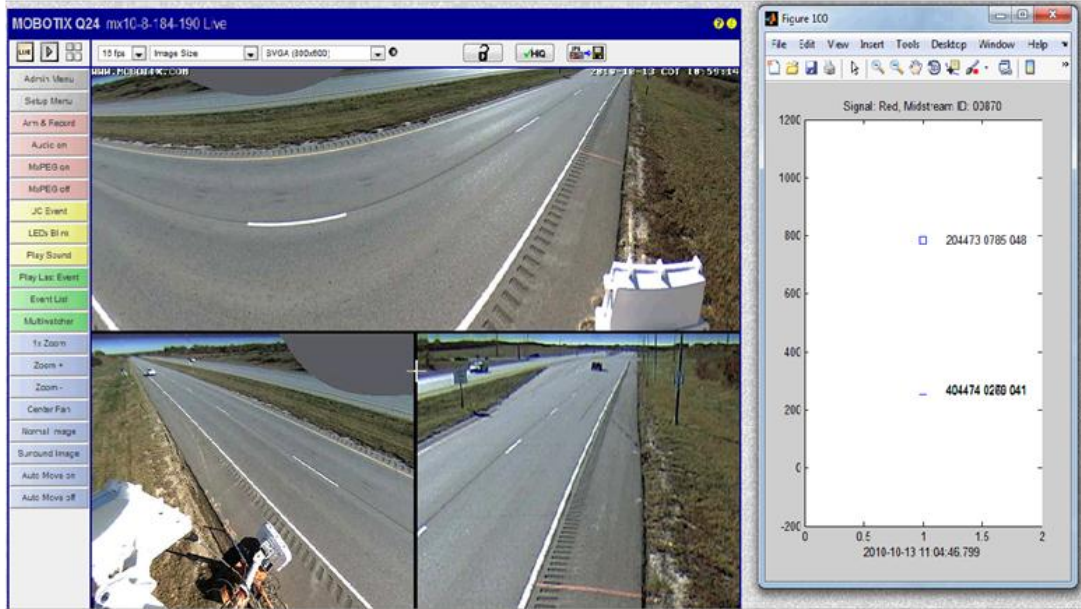 MOBOTIX Q24 mx10-8-184-190 Live
Image Size
SVGA (800x600)
HQ
WWW.MOBOTIX.COM
2010-10-13 CDT 10:59:14
Admin Menu
Setup Menu
Arm & Record
Audio on
MxPEG on
MxPEG off
UC Event
LEDs Blink
Play Sound
Play Last Event
Event List
Multiwatcher
1x Zoom
Zoom +
Zoom -
Center Pan
Normal Image
Surround Image
Auto Move on
Auto Move off
Figure 100
File Edit View Insert Tools Desktop Window Help
Signal: Red, Midstream ID: 00870
1200
1000
800
600
400
200
0
-200
204473 0785 048
0 0.5 1 1.5 2
2010-10-13 11:04:46.799